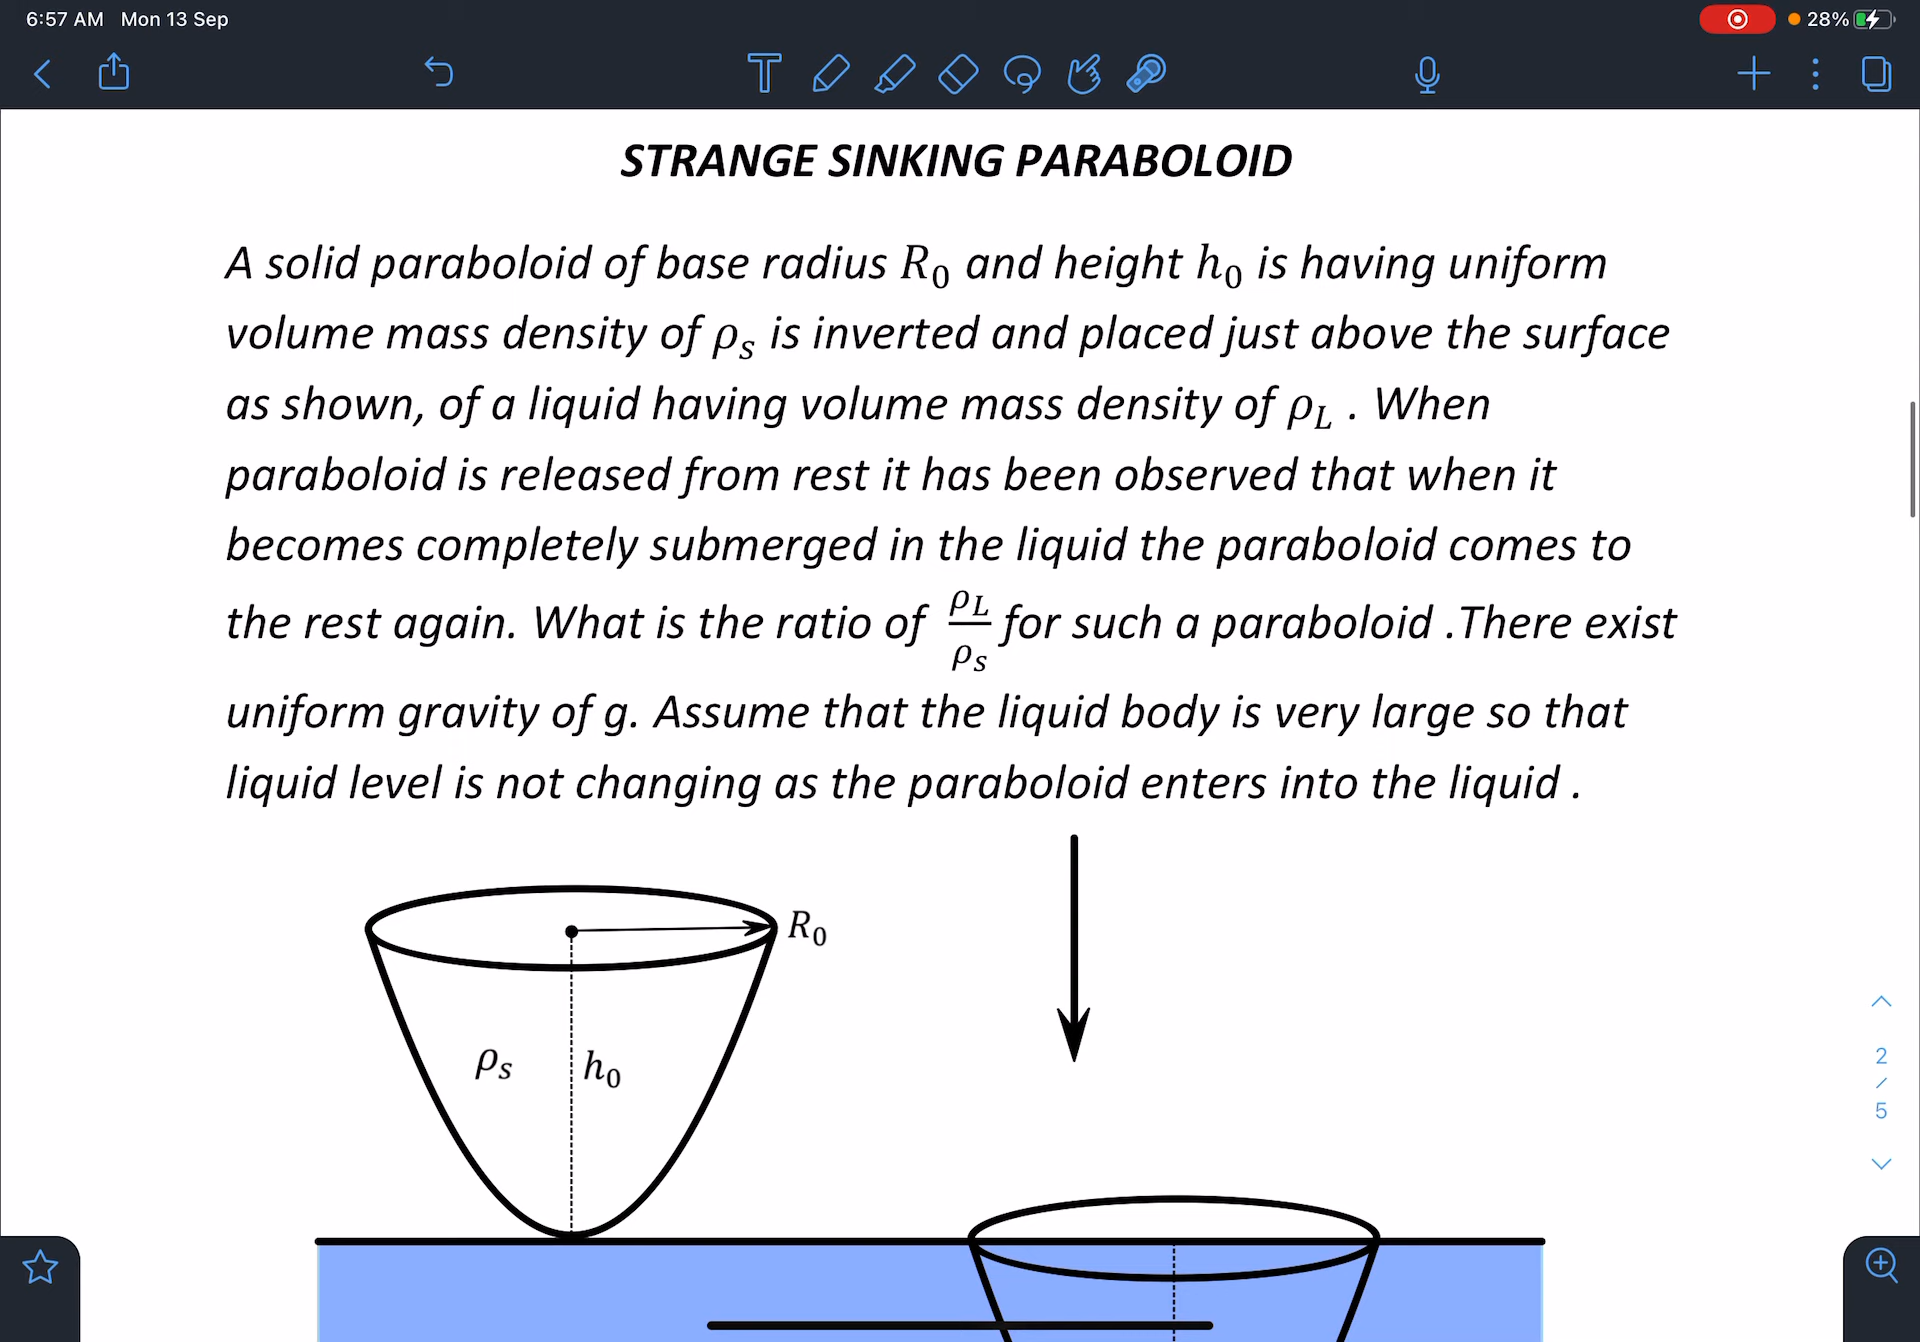 6:57 AM Mon 13 Sep
28%
STRANGE SINKING PARABOLOID
A solid paraboloid of base radius R₀ and height h₀ is having uniform
volume mass density of ρₛ is inverted and placed just above the surface
as shown, of a liquid having volume mass density of ρL . When
paraboloid is released from rest it has been observed that when it
becomes completely submerged in the liquid the paraboloid comes to
the rest again. What is the ratio of ρL/ρₛ for such a paraboloid .There exist
uniform gravity of g. Assume that the liquid body is very large so that
liquid level is not changing as the paraboloid enters into the liquid .
R₀
ρₛ
h₀
2
/
5